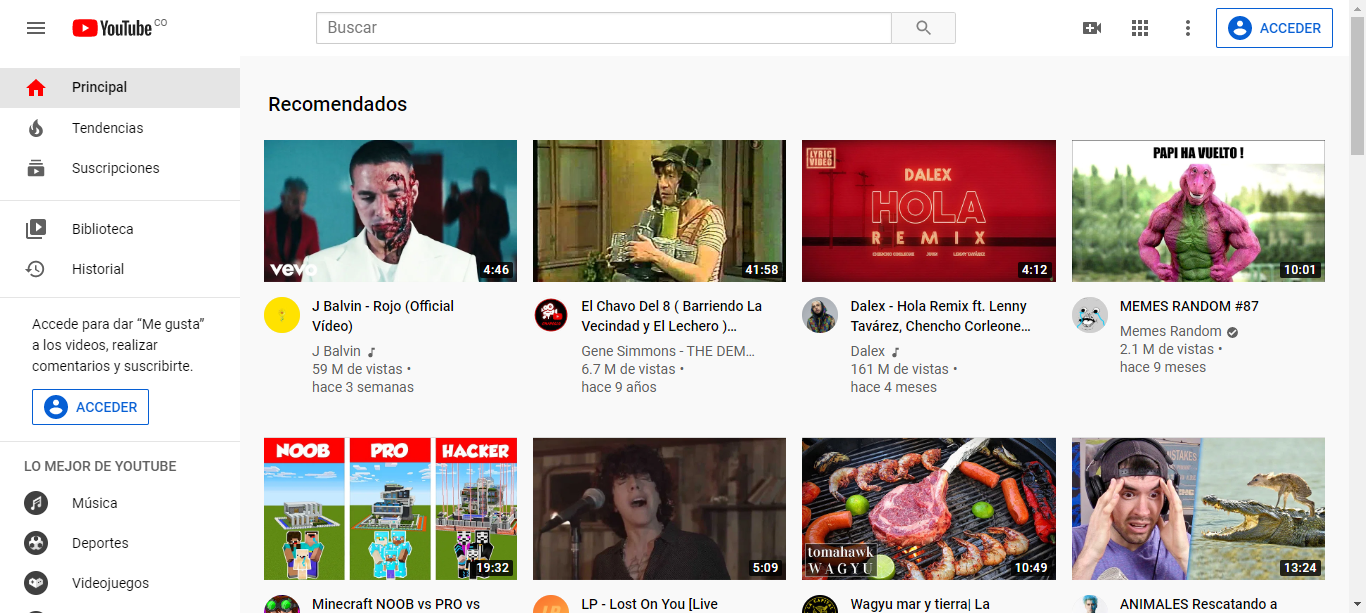 YouTube CO
Buscar
ACCEDER
Principal
Tendencias
Suscripciones
Biblioteca
Historial
Accede para dar “Me gusta”
a los videos, realizar
comentarios y suscribirte.
ACCEDER
LO MEJOR DE YOUTUBE
Música
Deportes
Videojuegos
Recomendados
vevo
4:46
J Balvin - Rojo (Official
Vídeo)
J Balvin
59 M de vistas •
hace 3 semanas
41:58
El Chavo Del 8 ( Barriendo La
Vecindad y El Lechero )...
Gene Simmons - THE DEM...
6.7 M de vistas •
hace 9 años
LYRIC
VIDEO
DALEX
HOLA
REMIX
CHENCHO CORLEONE
LENNY TAVÁREZ
4:12
Dalex - Hola Remix ft. Lenny
Tavárez, Chencho Corleone...
Dalex
161 M de vistas •
hace 4 meses
PAPI HA VUELTO !
10:01
MEMES RANDOM #87
Memes Random
2.1 M de vistas •
hace 9 meses
NOOB
PRO
HACKER
19:32
Minecraft NOOB vs PRO vs
5:09
LP
LP - Lost On You [Live
tomahawk
WAGYU
10:49
Wagyu mar y tierra| La
13:24
ANIMALES Rescatando a